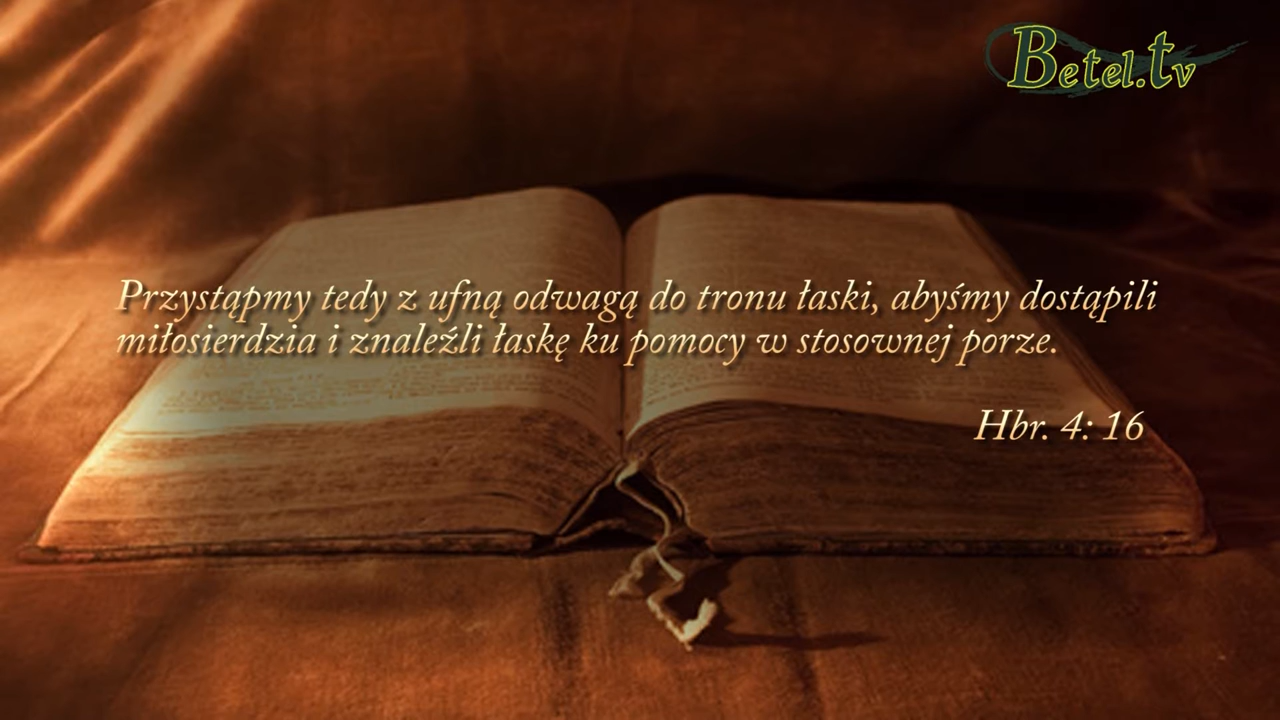 Betel.tv
Przystąpmy tedy z ufną odwagą do tronu łaski, abyśmy dostąpili
miłosierdzia i znaleźli łaskę ku pomocy w stosownej porze.
Hbr. 4: 16